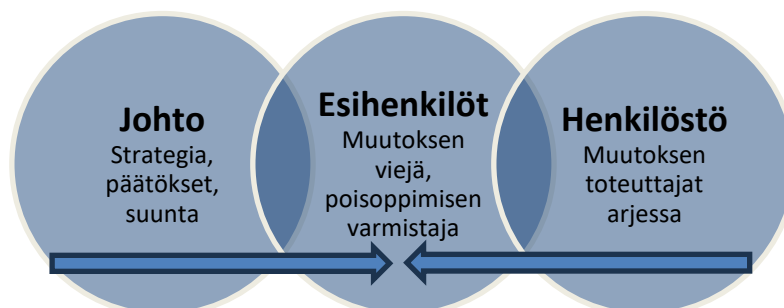 Johto
Strategia,
päätökset,
suunta
Esihenkilöt
Muutoksen
viejä,
poisoppimisen
varmistaja
Henkilöstö
Muutoksen
toteuttajat
arjessa